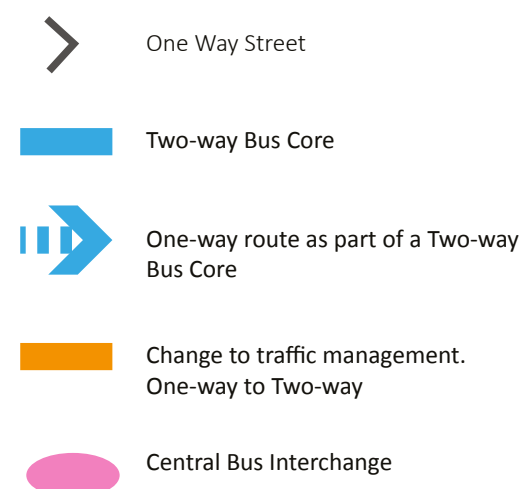 One Way Street
Two-way Bus Core
One-way route as part of a Two-way
Bus Core
Change to traffic management.
One-way to Two-way
Central Bus Interchange